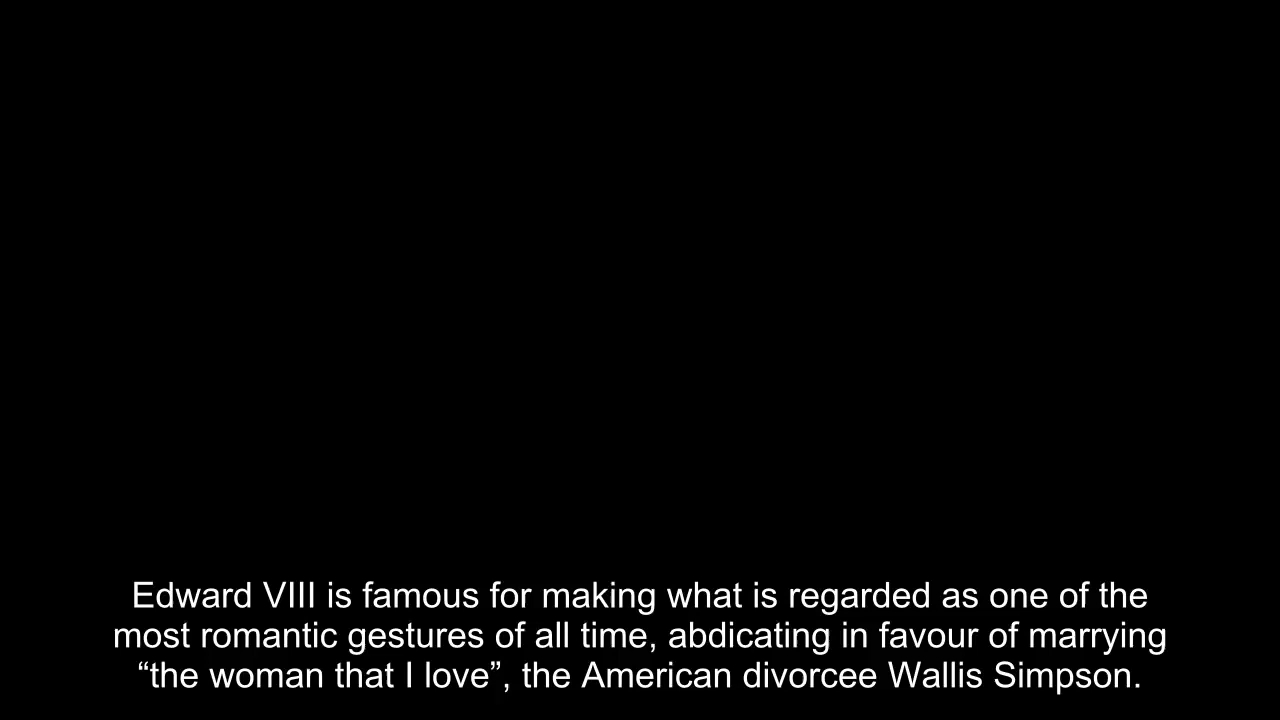 Edward VIII is famous for making what is regarded as one of the
most romantic gestures of all time, abdicating in favour of marrying
“the woman that I love”, the American divorcee Wallis Simpson.